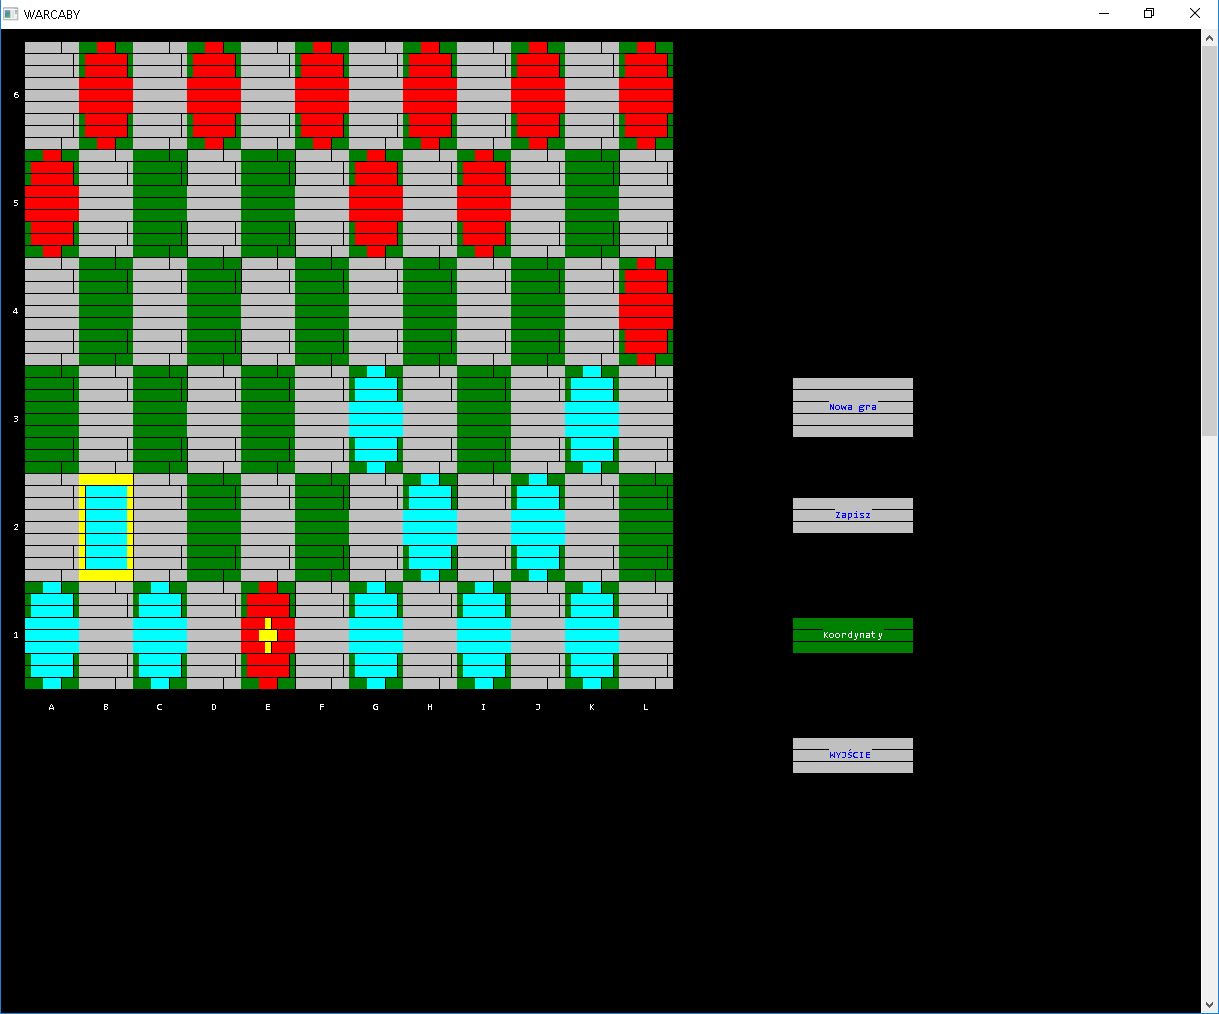 WARCABY
6
5
4
3
2
1
A B C D E F G H I J K L
Nowa gra
Zapisz
Koordynaty
WYJŚCIE